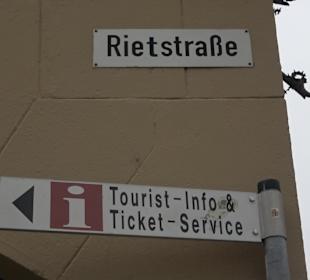 Rietstraße
i Tourist-Info &
Ticket-Service